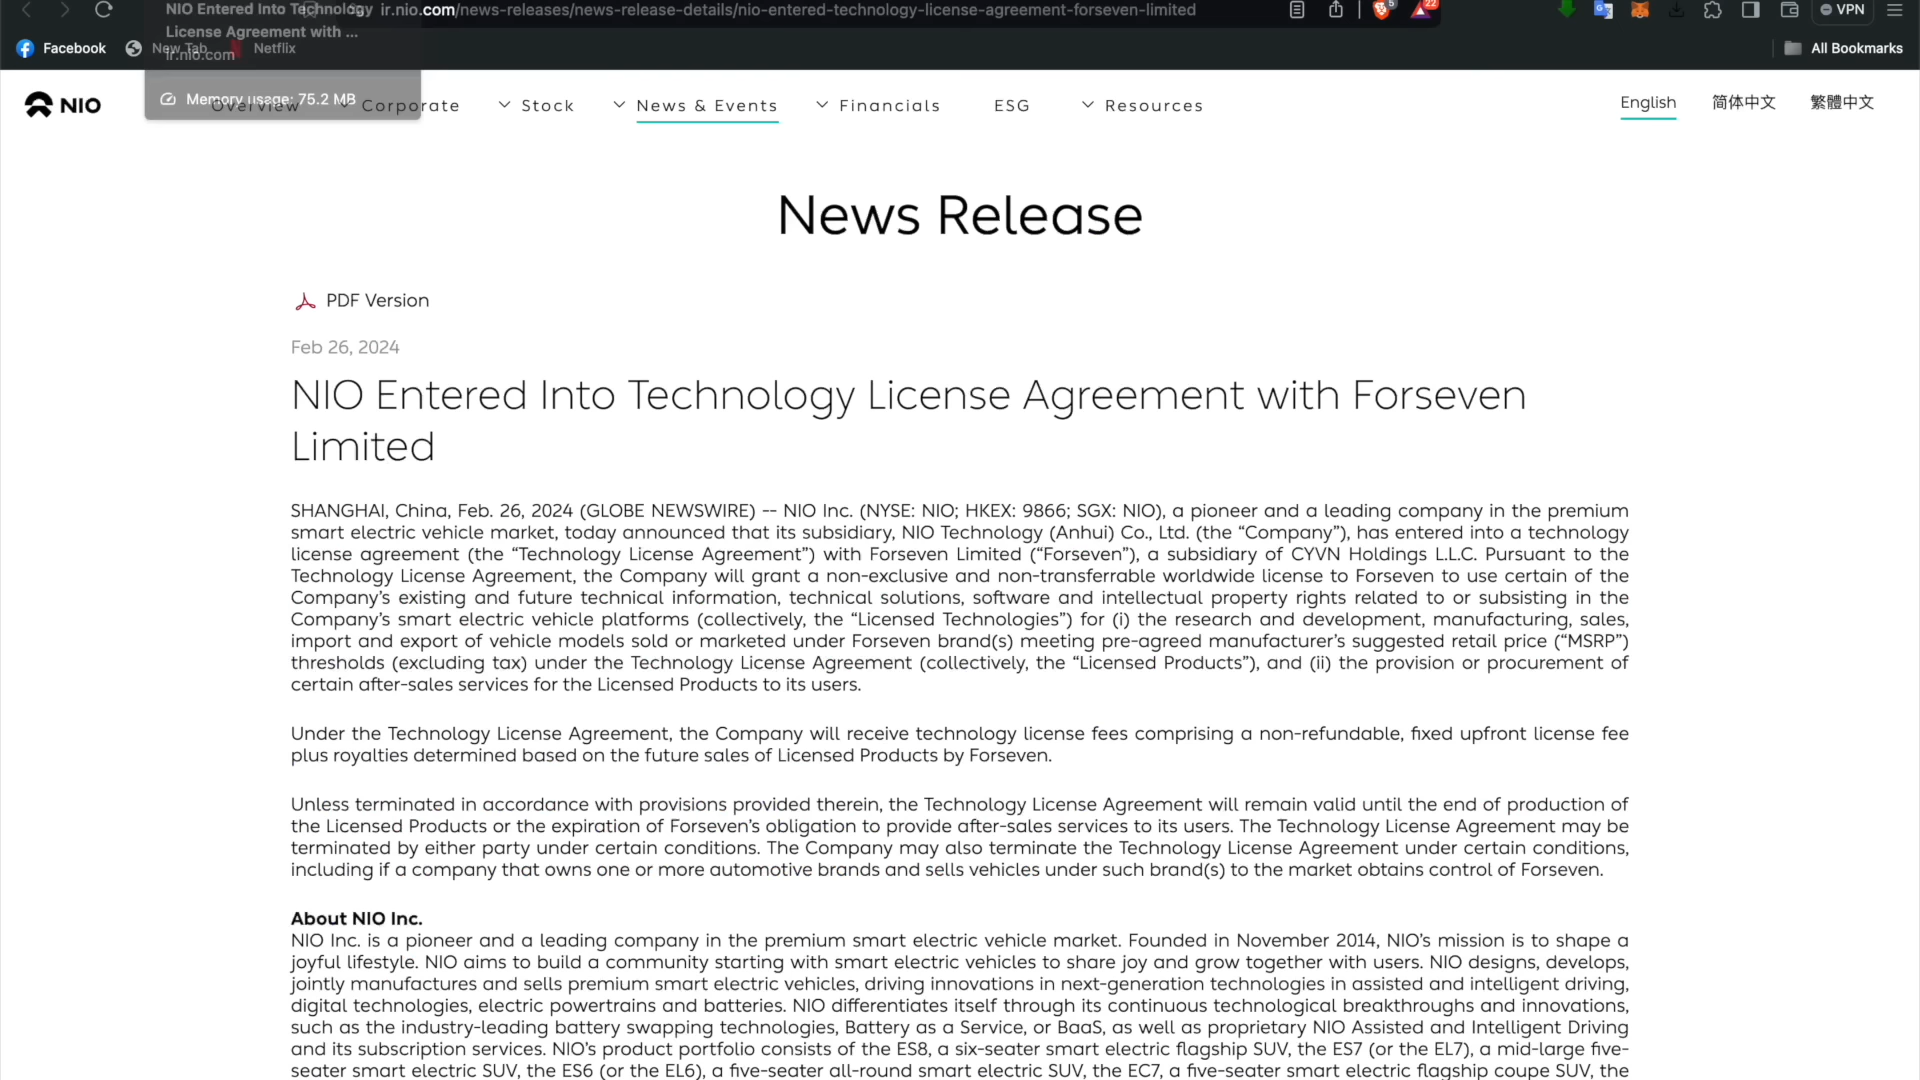 NIO Entered Into Technology
License Agreement with ...
ir.nio.com
ir.nio.com/news-releases/news-release-details/nio-entered-technology-license-agreement-forseven-limited
5
22
VPN
Facebook
New Tab
Netflix
All Bookmarks
Memory usage: 75.2 MB
NIO
Overview
Corporate
Stock
News & Events
Financials
ESG
Resources
English
简体中文
繁體中文
News Release
PDF Version
Feb 26, 2024
NIO Entered Into Technology License Agreement with Forseven
Limited
SHANGHAI, China, Feb. 26, 2024 (GLOBE NEWSWIRE) -- NIO Inc. (NYSE: NIO; HKEX: 9866; SGX: NIO), a pioneer and a leading company in the premium
smart electric vehicle market, today announced that its subsidiary, NIO Technology (Anhui) Co., Ltd. (the “Company”), has entered into a technology
license agreement (the “Technology License Agreement”) with Forseven Limited (“Forseven”), a subsidiary of CYVN Holdings L.L.C. Pursuant to the
Technology License Agreement, the Company will grant a non-exclusive and non-transferrable worldwide license to Forseven to use certain of the
Company’s existing and future technical information, technical solutions, software and intellectual property rights related to or subsisting in the
Company’s smart electric vehicle platforms (collectively, the “Licensed Technologies”) for (i) the research and development, manufacturing, sales,
import and export of vehicle models sold or marketed under Forseven brand(s) meeting pre-agreed manufacturer’s suggested retail price (“MSRP”)
thresholds (excluding tax) under the Technology License Agreement (collectively, the “Licensed Products”), and (ii) the provision or procurement of
certain after-sales services for the Licensed Products to its users.
Under the Technology License Agreement, the Company will receive technology license fees comprising a non-refundable, fixed upfront license fee
plus royalties determined based on the future sales of Licensed Products by Forseven.
Unless terminated in accordance with provisions provided therein, the Technology License Agreement will remain valid until the end of production of
the Licensed Products or the expiration of Forseven’s obligation to provide after-sales services to its users. The Technology License Agreement may be
terminated by either party under certain conditions. The Company may also terminate the Technology License Agreement under certain conditions,
including if a company that owns one or more automotive brands and sells vehicles under such brand(s) to the market obtains control of Forseven.
About NIO Inc.
NIO Inc. is a pioneer and a leading company in the premium smart electric vehicle market. Founded in November 2014, NIO’s mission is to shape a
joyful lifestyle. NIO aims to build a community starting with smart electric vehicles to share joy and grow together with users. NIO designs, develops,
jointly manufactures and sells premium smart electric vehicles, driving innovations in next-generation technologies in assisted and intelligent driving,
digital technologies, electric powertrains and batteries. NIO differentiates itself through its continuous technological breakthroughs and innovations,
such as the industry-leading battery swapping technologies, Battery as a Service, or BaaS, as well as proprietary NIO Assisted and Intelligent Driving
and its subscription services. NIO’s product portfolio consists of the ES8, a six-seater smart electric flagship SUV, the ES7 (or the EL7), a mid-large five-
seater smart electric SUV, the ES6 (or the EL6), a five-seater all-round smart electric SUV, the EC7, a five-seater smart electric flagship coupe SUV, the